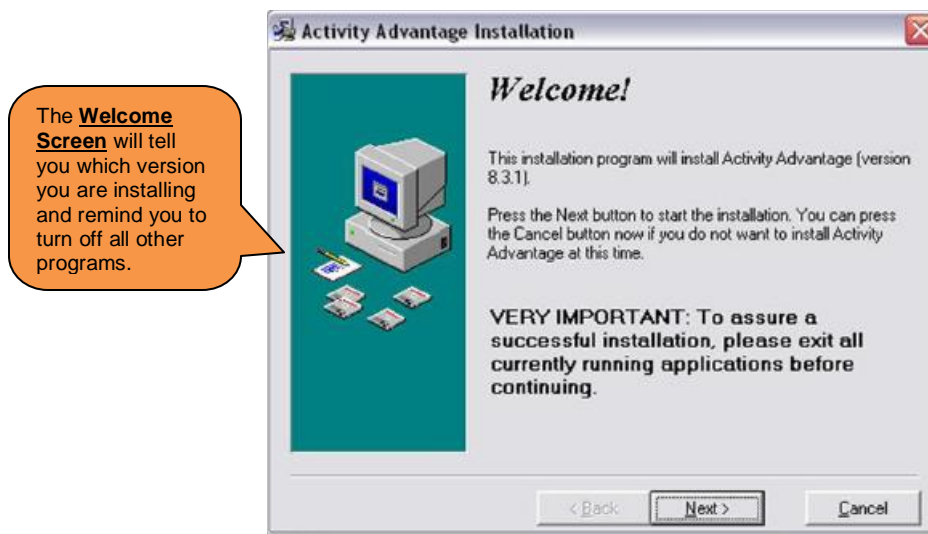 Activity Advantage Installation
The Welcome
Screen will tell
you which version
you are installing
and remind you to
turn off all other
programs.
Welcome!
This installation program will install Activity Advantage (version
8.3.1).
Press the Next button to start the installation. You can press
the Cancel button now if you do not want to install Activity
Advantage at this time.
VERY IMPORTANT: To assure a
successful installation, please exit all
currently running applications before
continuing.
< Back Next > Cancel